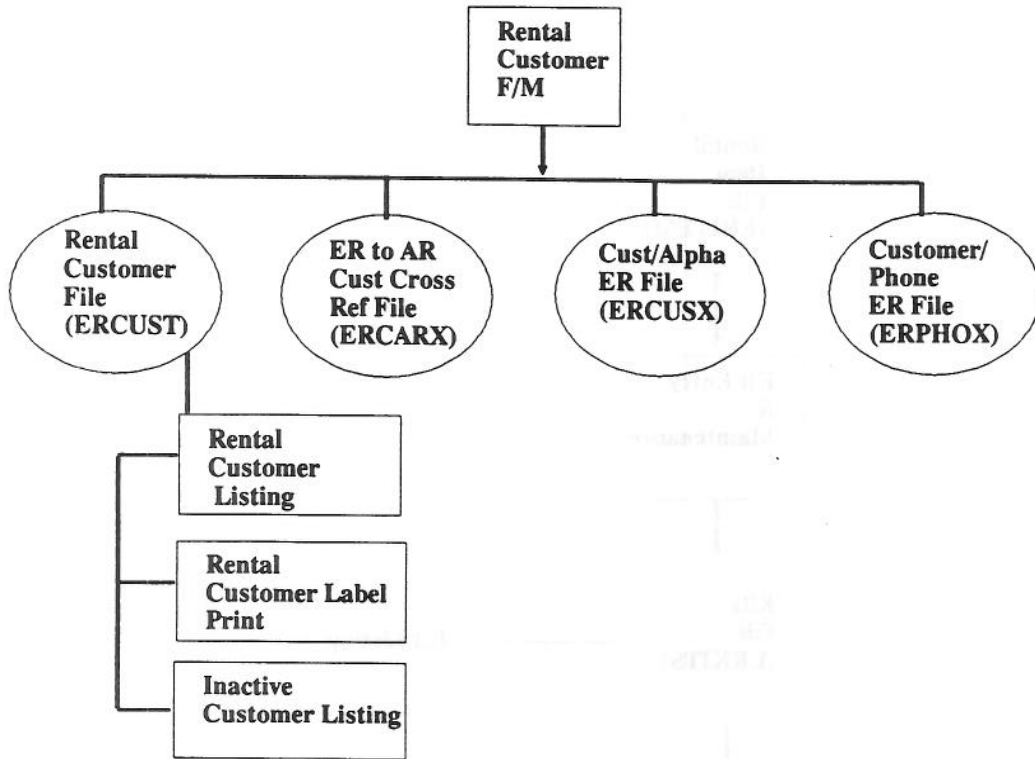 Rental
Customer
F/M
Rental
Customer
File
(ERCUST)
ER to AR
Cust Cross
Ref File
(ERCARX)
Cust/Alpha
ER File
(ERCUSX)
Customer/
Phone
ER File
(ERPHOX)
Rental
Customer
Listing
Rental
Customer Label
Print
Inactive
Customer Listing